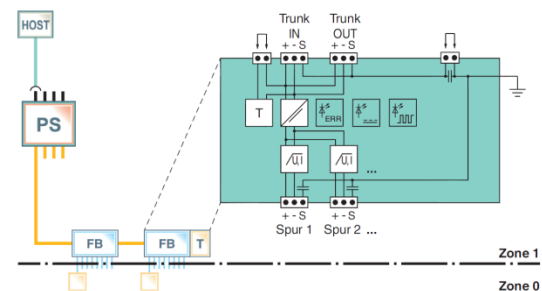 HOST
PS
FB
FB
T
Trunk
IN
+ - S
Trunk
OUT
+ - S
T
ERR
/U,i
/U,i
...
+ - S
Spur 1
+ - S
Spur 2 ...
Zone 1
Zone 0